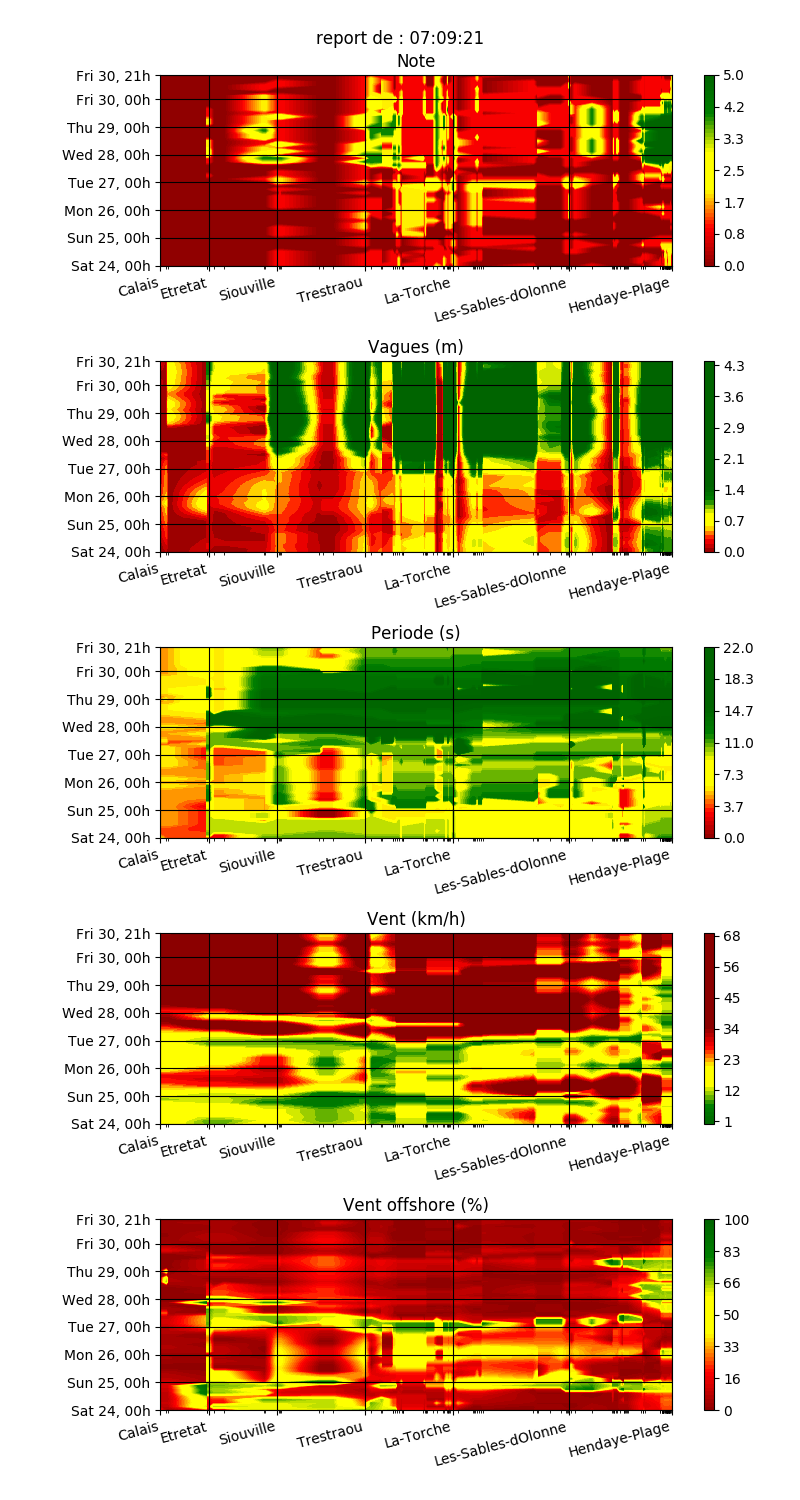 report de : 07:09:21
Note
Fri 30, 21h
Fri 30, 00h
Thu 29, 00h
Wed 28, 00h
Tue 27, 00h
Mon 26, 00h
Sun 25, 00h
Sat 24, 00h
Calais Etretat Siouville Trestraou La-Torche Les-Sables-dOlonne Hendaye-Plage
5.0
4.2
3.3
2.5
1.7
0.8
0.0
Vagues (m)
Fri 30, 21h
Fri 30, 00h
Thu 29, 00h
Wed 28, 00h
Tue 27, 00h
Mon 26, 00h
Sun 25, 00h
Sat 24, 00h
Calais Etretat Siouville Trestraou La-Torche Les-Sables-dOlonne Hendaye-Plage
4.3
3.6
2.9
2.1
1.4
0.7
0.0
Periode (s)
Fri 30, 21h
Fri 30, 00h
Thu 29, 00h
Wed 28, 00h
Tue 27, 00h
Mon 26, 00h
Sun 25, 00h
Sat 24, 00h
Calais Etretat Siouville Trestraou La-Torche Les-Sables-dOlonne Hendaye-Plage
22.0
18.3
14.7
11.0
7.3
3.7
0.0
Vent (km/h)
Fri 30, 21h
Fri 30, 00h
Thu 29, 00h
Wed 28, 00h
Tue 27, 00h
Mon 26, 00h
Sun 25, 00h
Sat 24, 00h
Calais Etretat Siouville Trestraou La-Torche Les-Sables-dOlonne Hendaye-Plage
68
56
45
34
23
12
1
Vent offshore (%)
Fri 30, 21h
Fri 30, 00h
Thu 29, 00h
Wed 28, 00h
Tue 27, 00h
Mon 26, 00h
Sun 25, 00h
Sat 24, 00h
Calais Etretat Siouville Trestraou La-Torche Les-Sables-dOlonne Hendaye-Plage
100
83
66
50
33
16
0